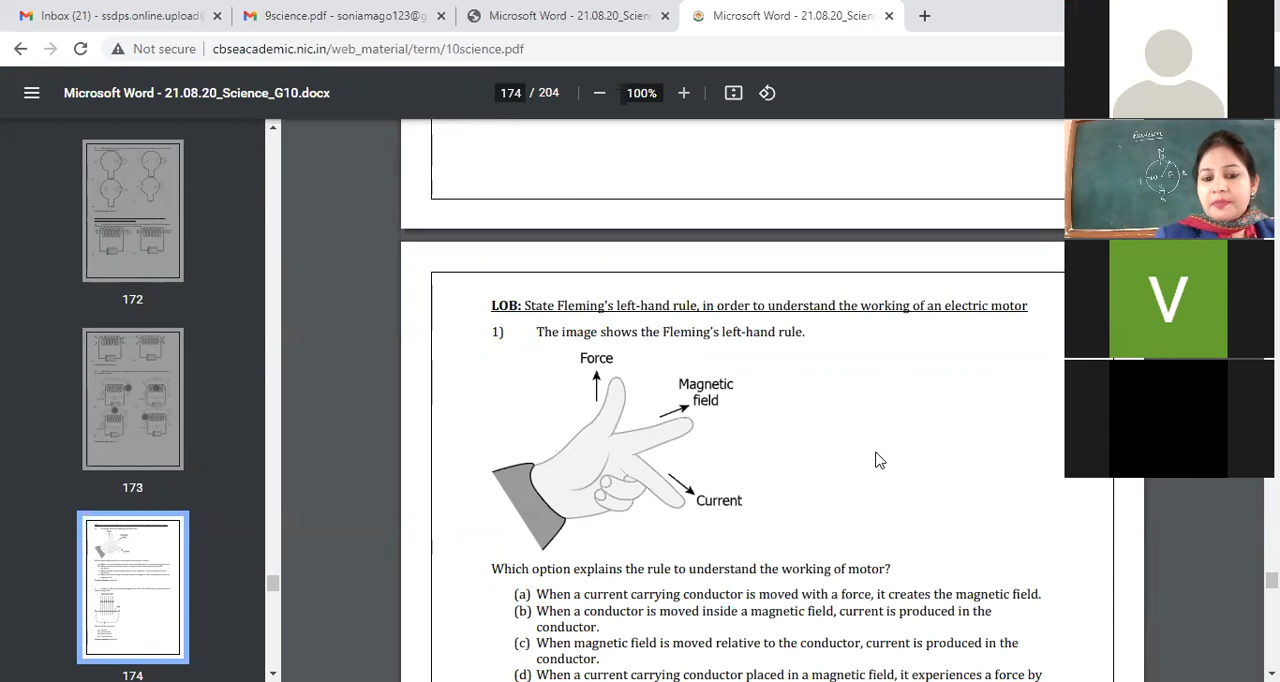 Inbox (21) - ssdps.online.upload@
9science.pdf - soniamago123@g
Microsoft Word - 21.08.20_Scien
Microsoft Word - 21.08.20_Scien
Not secure
cbseacademic.nic.in/web_material/term/10science.pdf
Microsoft Word - 21.08.20_Science_G10.docx
174 / 204
100%
172
173
174
Revision
V
LOB: State Fleming's left-hand rule, in order to understand the working of an electric motor
1) The image shows the Fleming's left-hand rule.
Force
Magnetic
field
Current
Which option explains the rule to understand the working of motor?
(a) When a current carrying conductor is moved with a force, it creates the magnetic field.
(b) When a conductor is moved inside a magnetic field, current is produced in the
conductor.
(c) When magnetic field is moved relative to the conductor, current is produced in the
conductor.
(d) When a current carrying conductor placed in a magnetic field, it experiences a force by